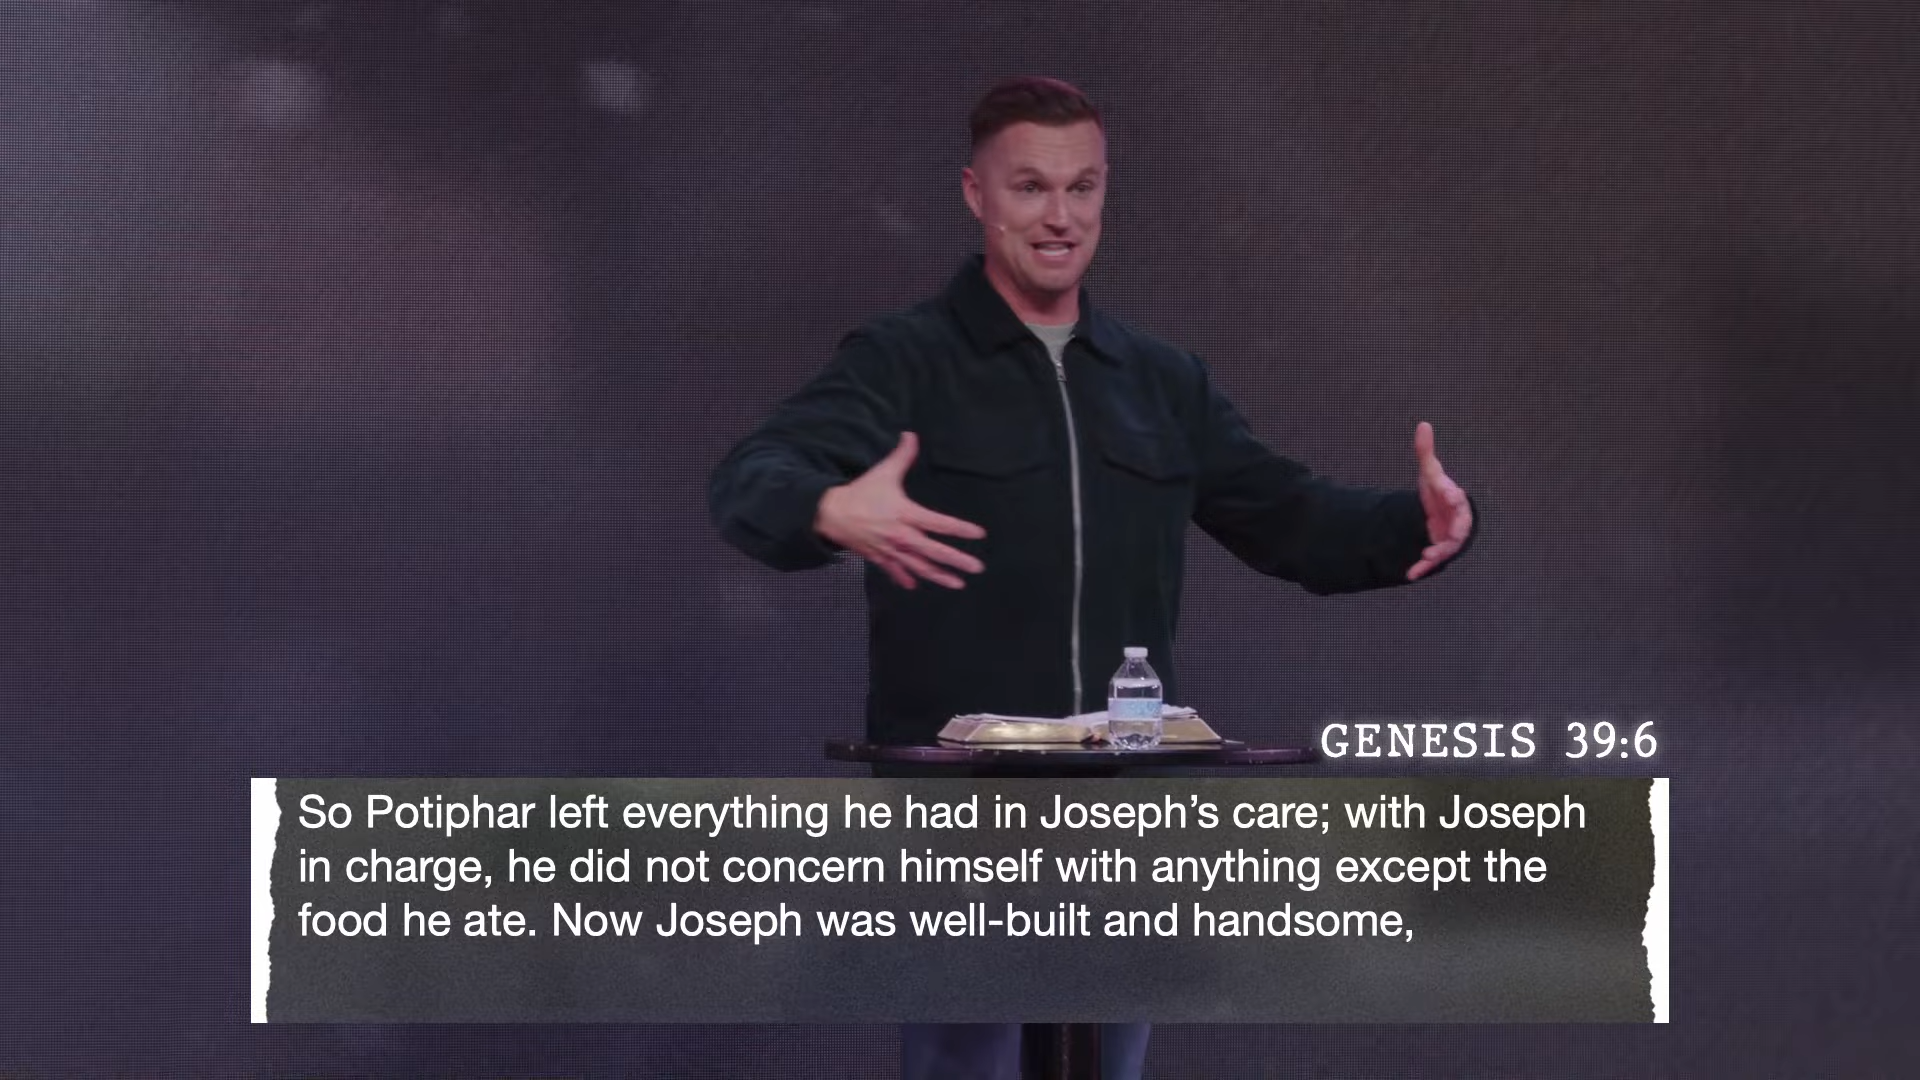 GENESIS 39:6
So Potiphar left everything he had in Joseph’s care; with Joseph
in charge, he did not concern himself with anything except the
food he ate. Now Joseph was well-built and handsome,